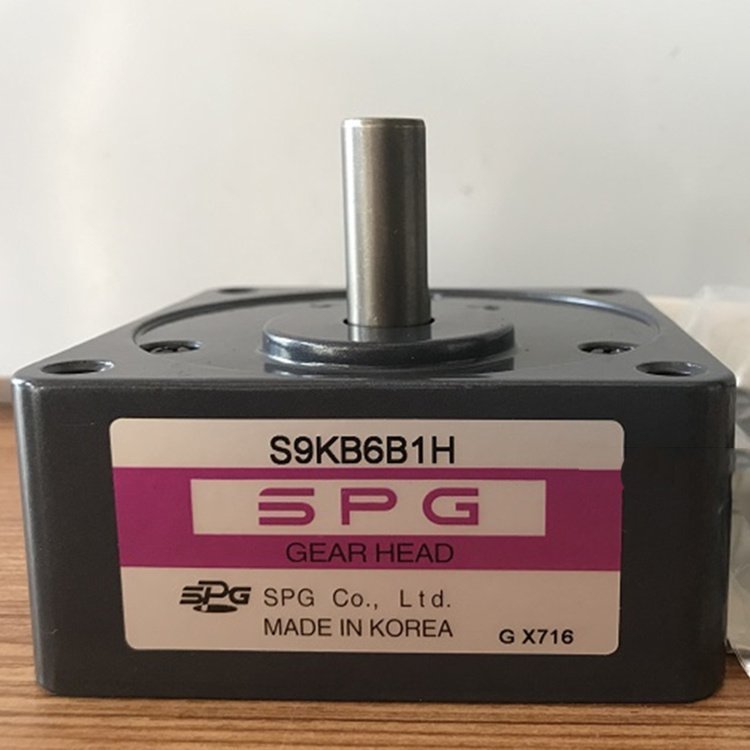 S9KB6B1H
SPG
GEAR HEAD
SPG SPG Co., Ltd.
MADE IN KOREA
G X716